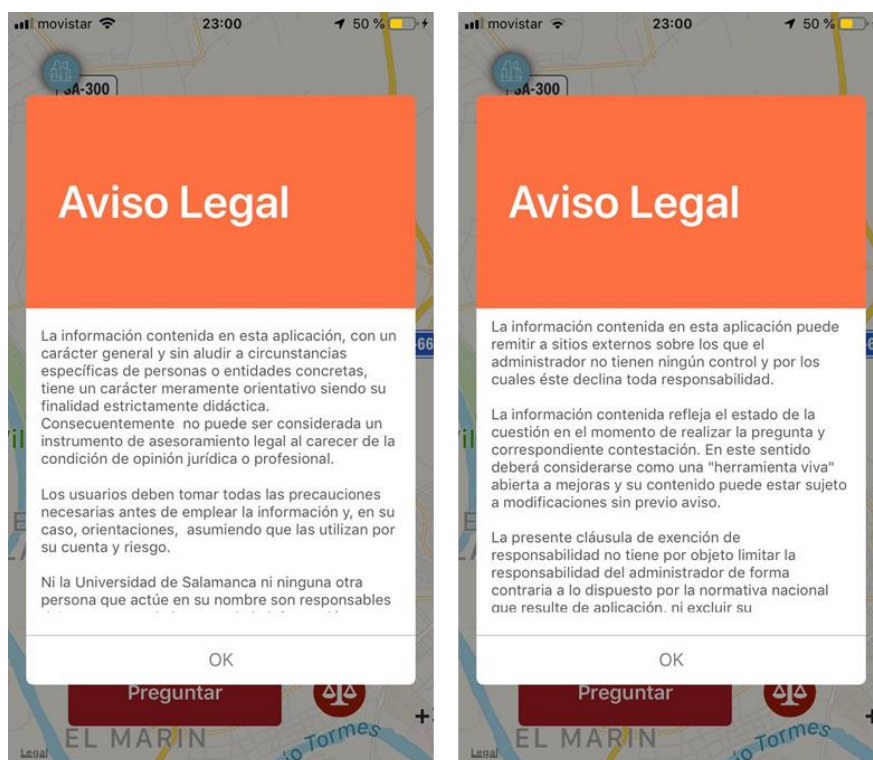 movistar 23:00 50 %
SA-300
Aviso Legal
La información contenida en esta aplicación, con un
carácter general y sin aludir a circunstancias
específicas de personas o entidades concretas,
tiene un carácter meramente orientativo siendo su
finalidad estrictamente didáctica.
Consecuentemente  no puede ser considerada un
instrumento de asesoramiento legal al carecer de la
condición de opinión jurídica o profesional.
Los usuarios deben tomar todas las precauciones
necesarias antes de emplear la información y, en su
caso, orientaciones,  asumiendo que las utilizan por
su cuenta y riesgo.
Ni la Universidad de Salamanca ni ninguna otra
persona que actúe en su nombre son responsables
OK
Preguntar
EL MARIN
Tormes
Legal
movistar 23:00 50 %
SA-300
Aviso Legal
La información contenida en esta aplicación puede
remitir a sitios externos sobre los que el
administrador no tienen ningún control y por los
cuales éste declina toda responsabilidad.
La información contenida refleja el estado de la
cuestión en el momento de realizar la pregunta y
correspondiente contestación. En este sentido
deberá considerarse como una "herramienta viva"
abierta a mejoras y su contenido puede estar sujeto
a modificaciones sin previo aviso.
La presente cláusula de exención de
responsabilidad no tiene por objeto limitar la
responsabilidad del administrador de forma
contraria a lo dispuesto por la normativa nacional
que resulte de aplicación, ni excluir su
OK
Preguntar
EL MARIN
Tormes
Legal